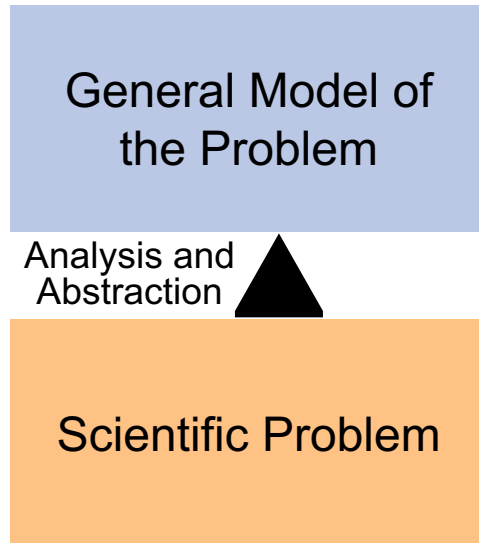 General Model of
the Problem
Analysis and
Abstraction
Scientific Problem